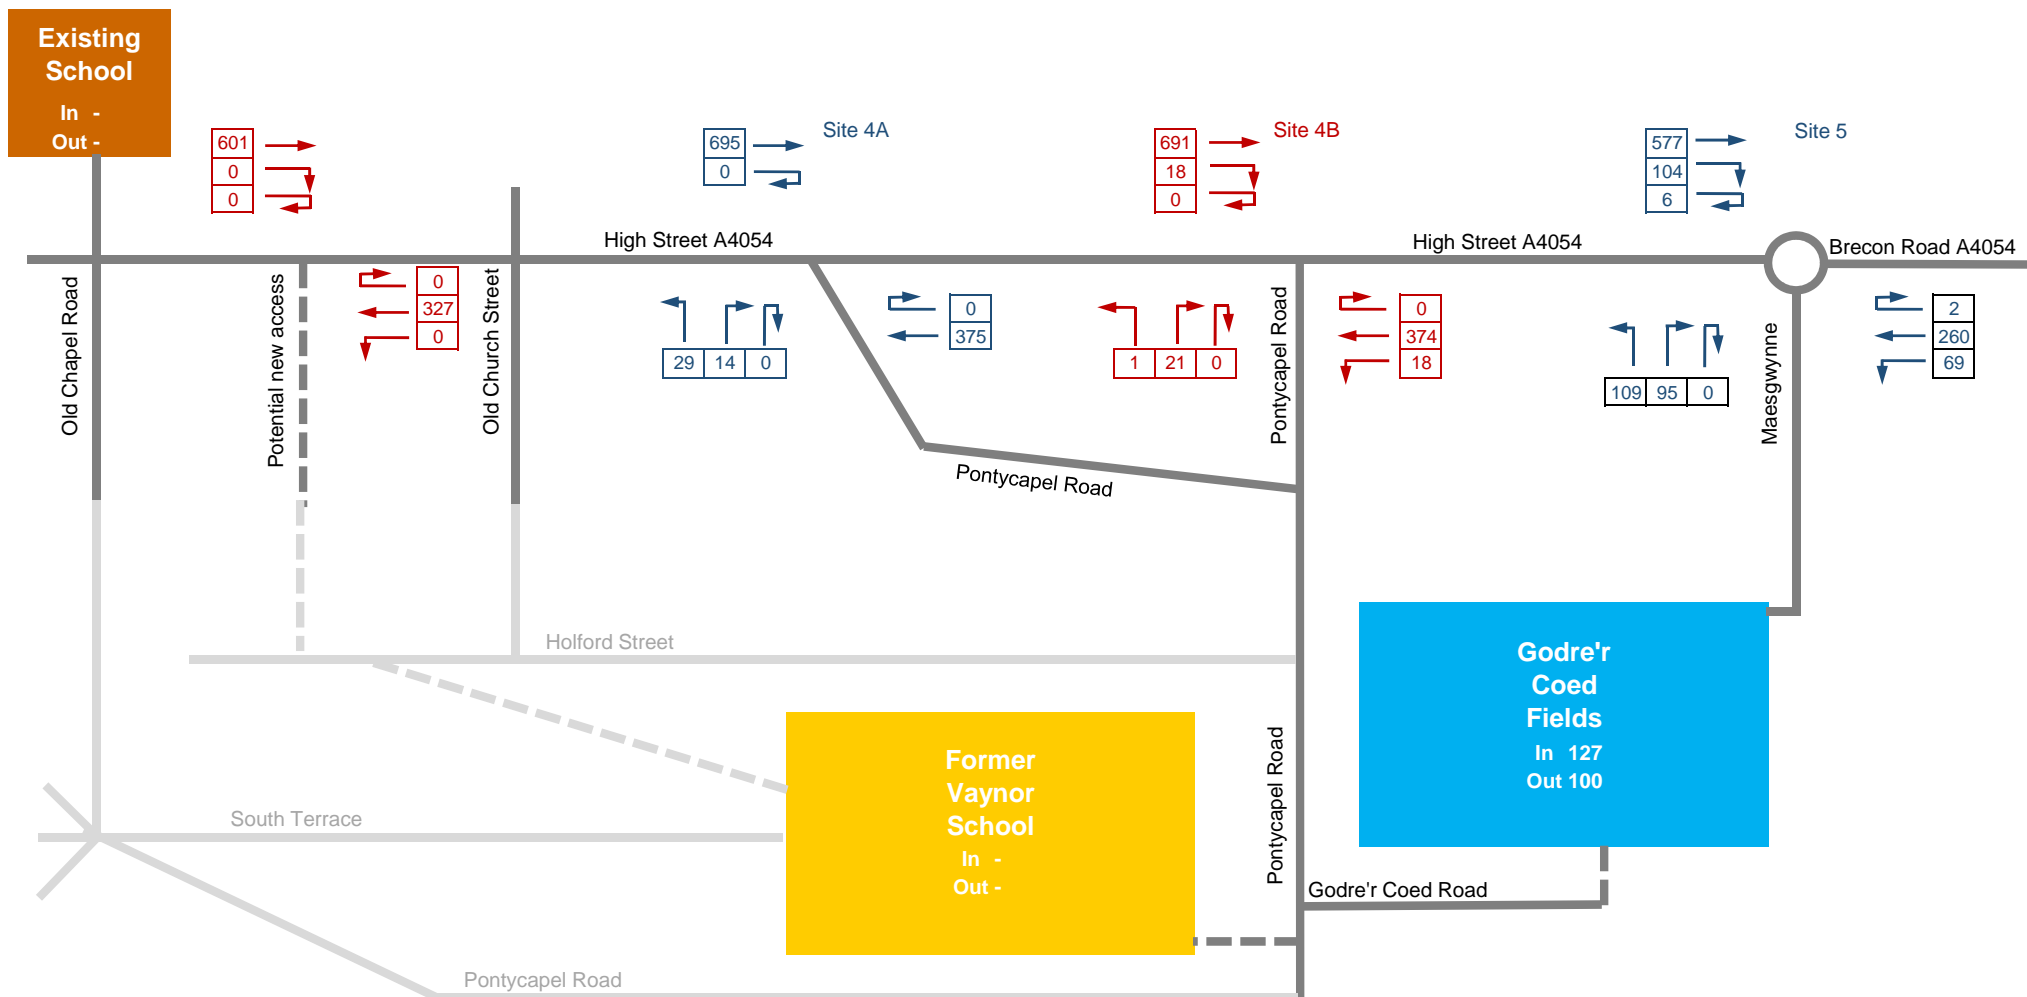 Existing
School
In -
Out -
601
0
0
695
0
Site 4A
691
18
0
Site 4B
577
104
6
Site 5
High Street A4054
High Street A4054
Brecon Road A4054
Old Chapel Road
Potential new access
0
327
0
Old Church Street
29 14 0
0
375
1 21 0
Pontycapel Road
0
374
18
109 95 0
Maesgwynne
2
260
69
Pontycapel Road
Holford Street
Godre'r
Coed
Fields
In 127
Out 100
Former
Vaynor
School
In -
Out -
Pontycapel Road
South Terrace
Godre'r Coed Road
Pontycapel Road